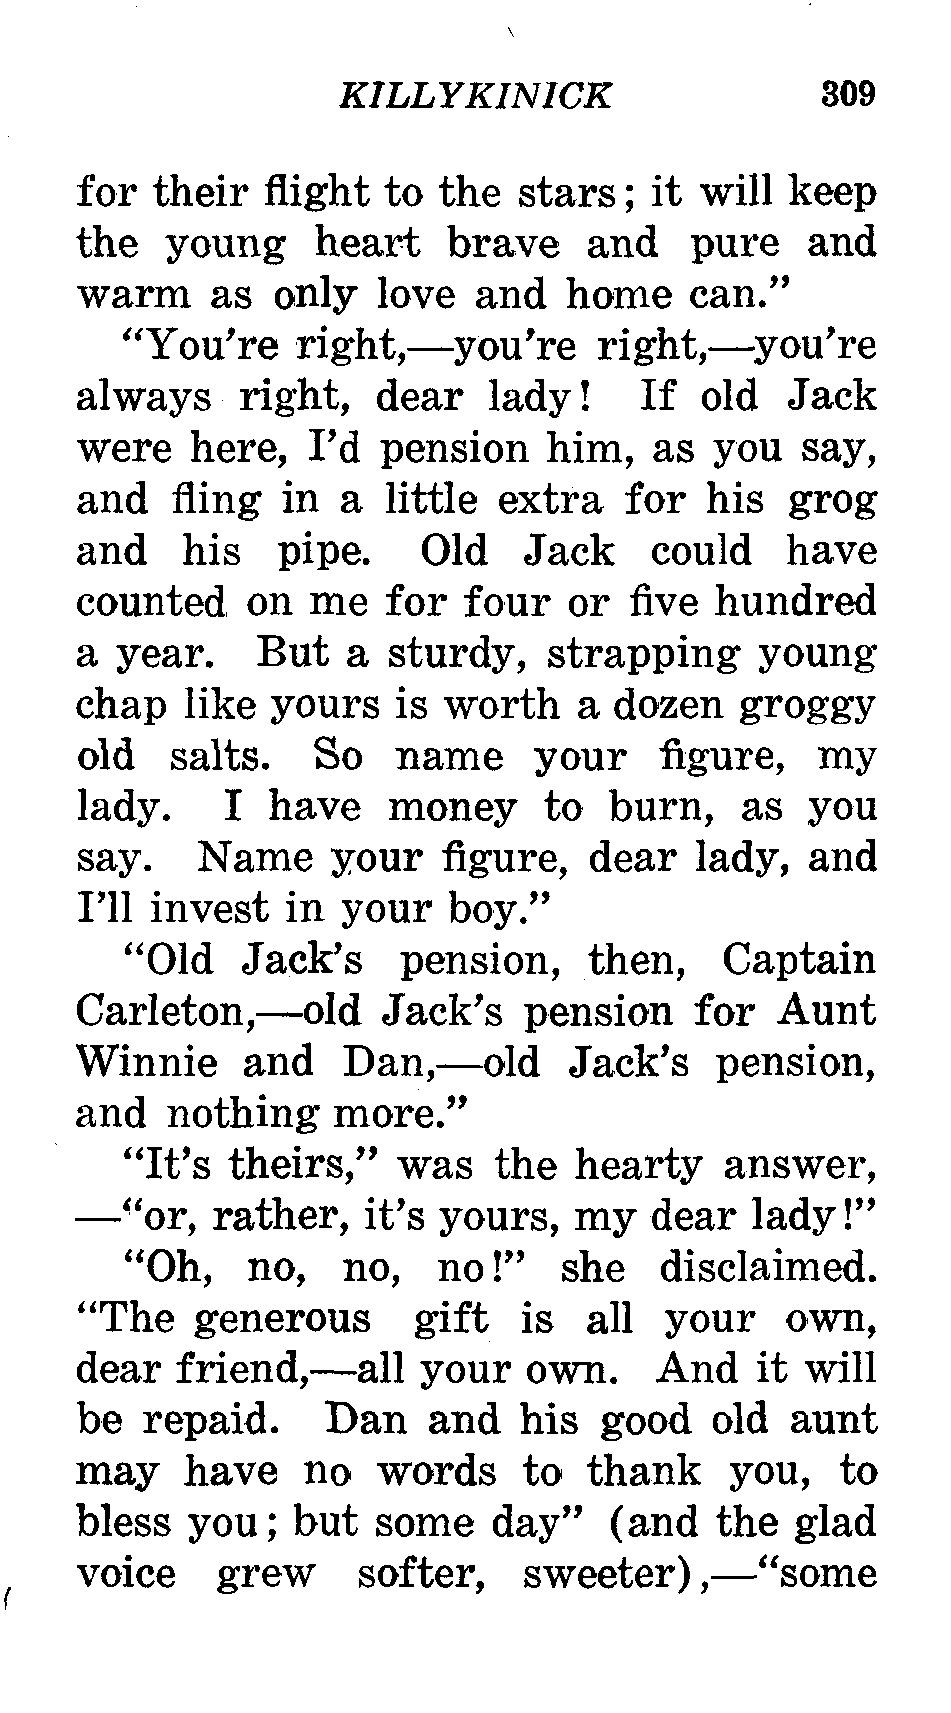 KILLYKINICK 309
for their flight to the stars; it will keep
the young heart brave and pure and
warm as only love and home can.”
“You’re right,—you’re right,—you’re
always right, dear lady! If old Jack
were here, I’d pension him, as you say,
and fling in a little extra for his grog
and his pipe. Old Jack could have
counted on me for four or five hundred
a year. But a sturdy, strapping young
chap like yours is worth a dozen groggy
old salts. So name your figure, my
lady. I have money to burn, as you
say. Name your figure, dear lady, and
I’ll invest in your boy.”
“Old Jack’s pension, then, Captain
Carleton,—old Jack’s pension for Aunt
Winnie and Dan,—old Jack’s pension,
and nothing more.”
“It’s theirs,” was the hearty answer,
—“or, rather, it’s yours, my dear lady!”
“Oh, no, no, no!” she disclaimed.
“The generous gift is all your own,
dear friend,—all your own. And it will
be repaid. Dan and his good old aunt
may have no words to thank you, to
bless you; but some day” (and the glad
voice grew softer, sweeter),—“some